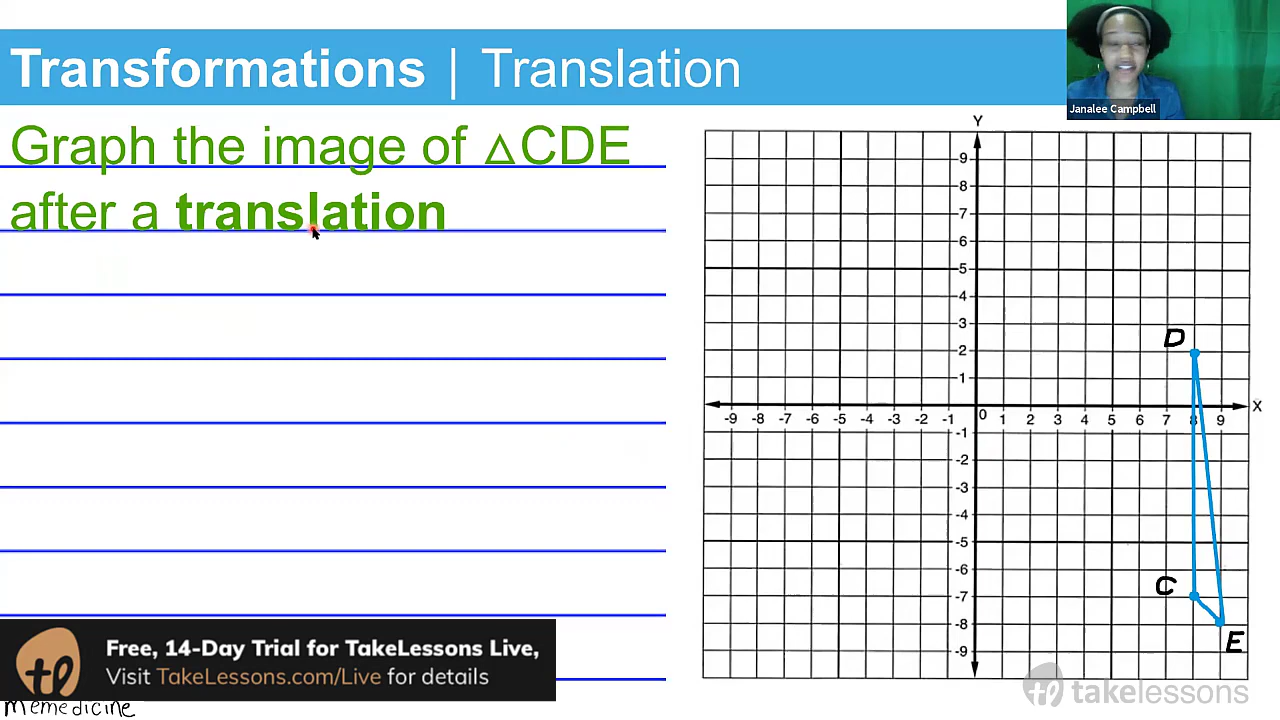 Transformations | Translation
Janalee Campbell
Graph the image of △CDE
after a translation
Y
9
8
7
6
5
4
3
2
1
X
-9 -8 -7 -6 -5 -4 -3 -2 -1 0 1 2 3 4 5 6 7 8 9
-1
-2
-3
-4
-5
-6
-7
-8
-9
D
C
E
Free, 14-Day Trial for TakeLessons Live,
Visit TakeLessons.com/Live for details
tl
memedicine
tl takelessons